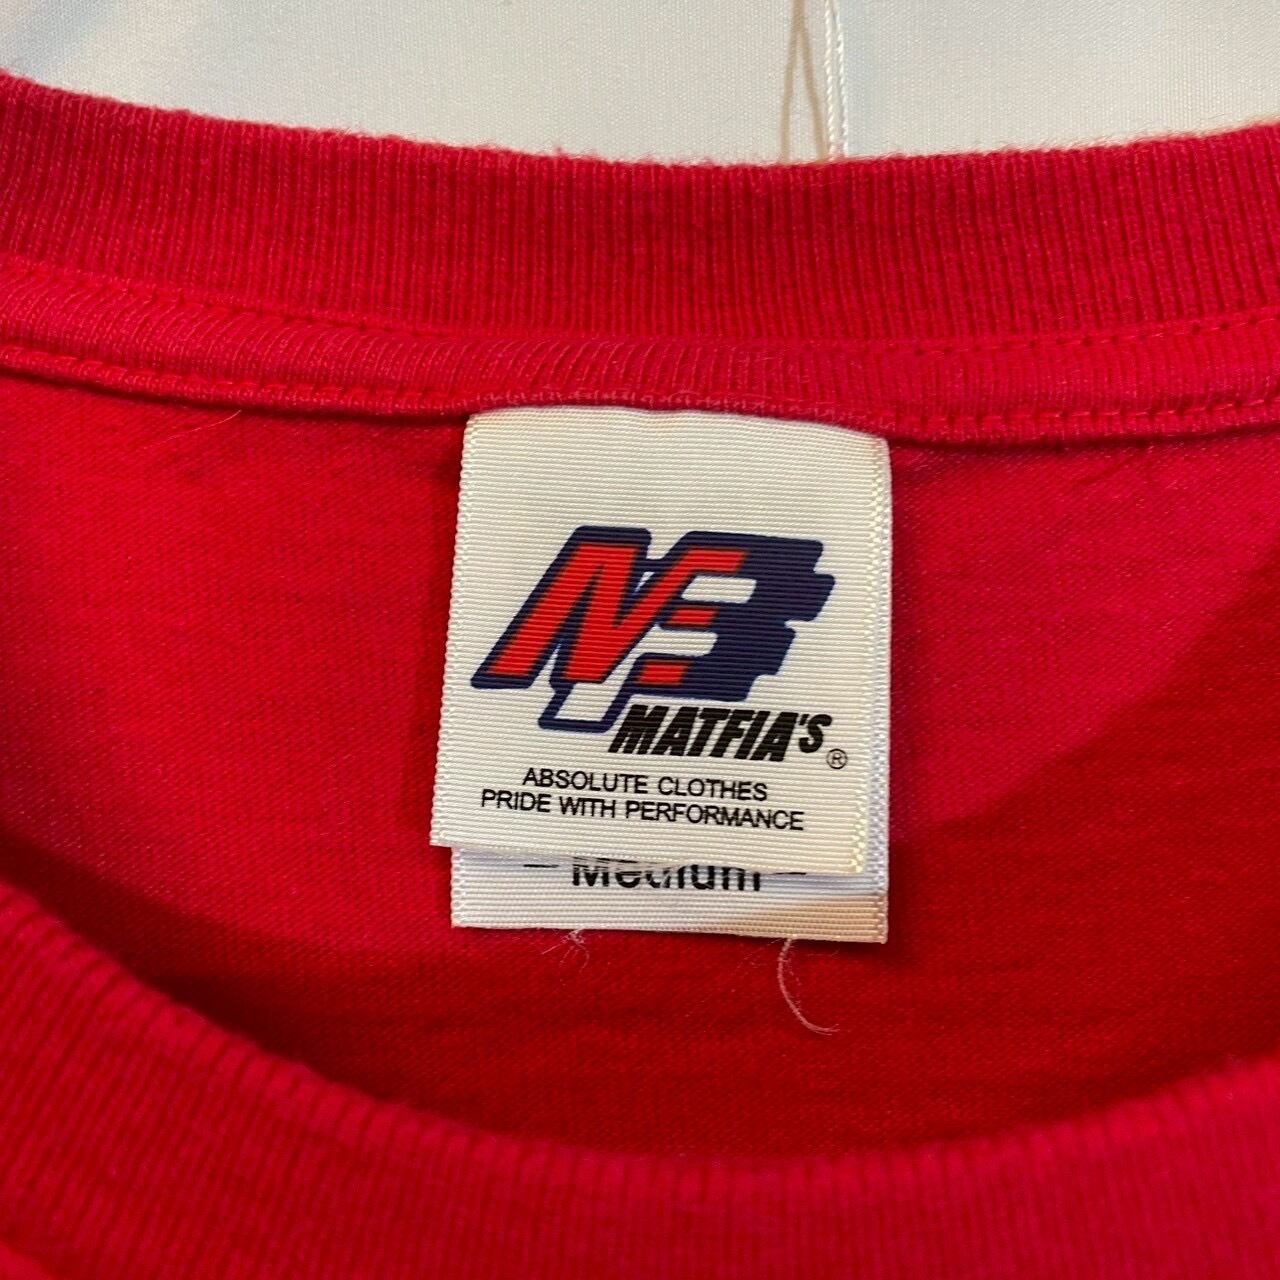 MATFIA'S®
ABSOLUTE CLOTHES
PRIDE WITH PERFORMANCE
- Medium -